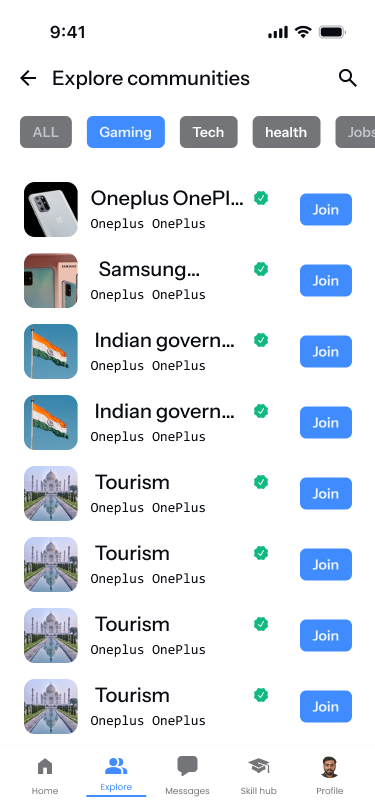 9:41
Explore communities
ALL Gaming Tech health Jobs
Oneplus OnePl...
Oneplus OnePlus
Join
Samsung...
Oneplus OnePlus
Join
Indian govern...
Oneplus OnePlus
Join
Indian govern...
Oneplus OnePlus
Join
Tourism
Oneplus OnePlus
Join
Tourism
Oneplus OnePlus
Join
Tourism
Oneplus OnePlus
Join
Tourism
Oneplus OnePlus
Join
Home Explore Messages Skill hub Profile